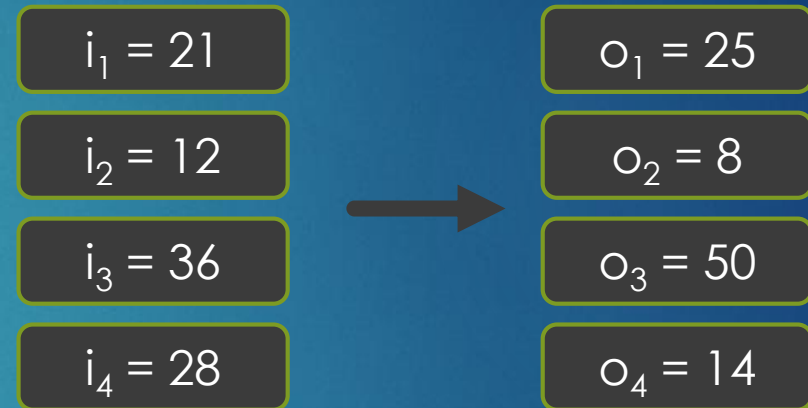 i₁ = 21
i₂ = 12
i₃ = 36
i₄ = 28
o₁ = 25
o₂ = 8
o₃ = 50
o₄ = 14